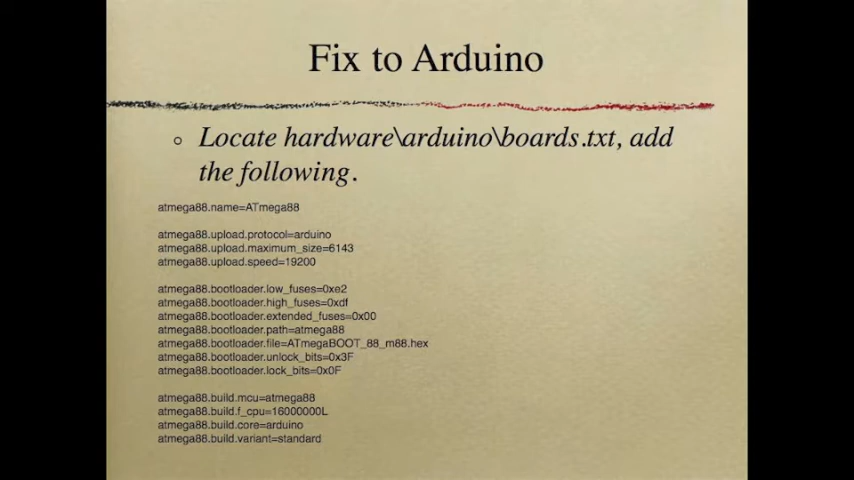 Fix to Arduino
Locate hardware\arduino\boards.txt, add
the following.
atmega88.name=ATmega88
atmega88.upload.protocol=arduino
atmega88.upload.maximum_size=6143
atmega88.upload.speed=19200
atmega88.bootloader.low_fuses=0xe2
atmega88.bootloader.high_fuses=0xdf
atmega88.bootloader.extended_fuses=0x00
atmega88.bootloader.path=atmega88
atmega88.bootloader.file=ATmegaBOOT_88_m88.hex
atmega88.bootloader.unlock_bits=0x3F
atmega88.bootloader.lock_bits=0x0F
atmega88.build.mcu=atmega88
atmega88.build.f_cpu=16000000L
atmega88.build.core=arduino
atmega88.build.variant=standard